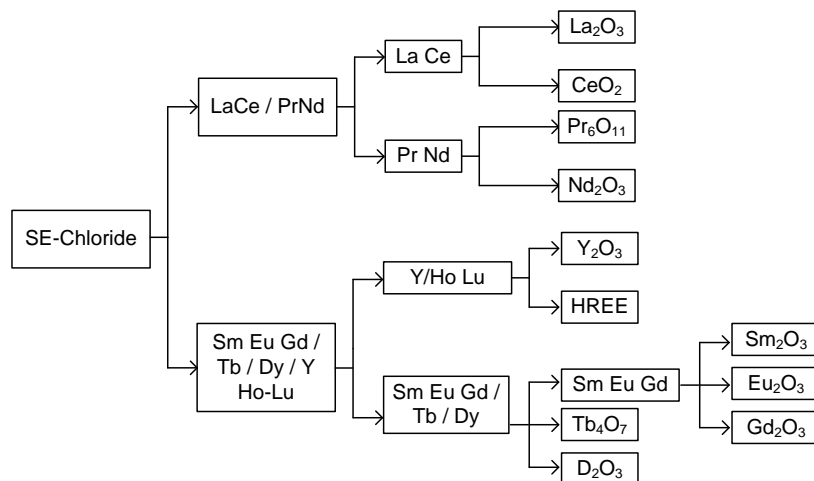 SE-Chloride
LaCe / PrNd
La Ce
La₂O₃
CeO₂
Pr Nd
Pr₆O₁₁
Nd₂O₃
Sm Eu Gd /
Tb / Dy / Y
Ho-Lu
Y/Ho Lu
Y₂O₃
HREE
Sm Eu Gd /
Tb / Dy
Sm Eu Gd
Tb₄O₇
D₂O₃
Sm₂O₃
Eu₂O₃
Gd₂O₃